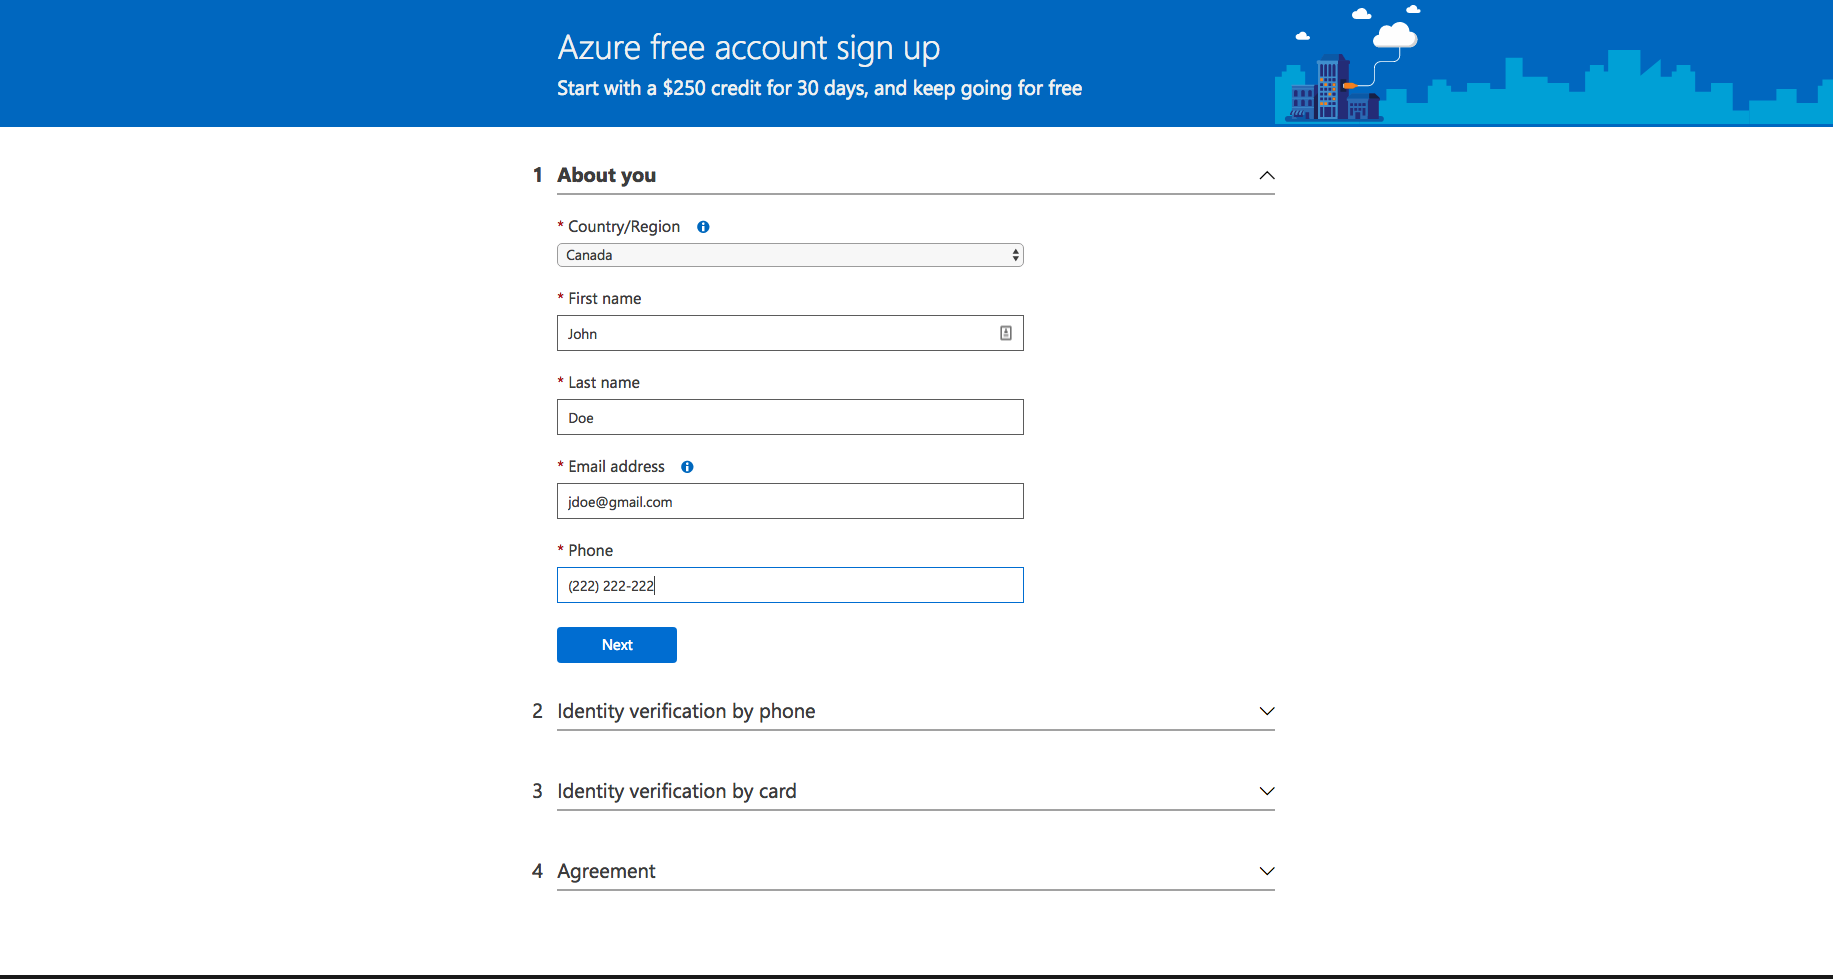 Azure free account sign up
Start with a $250 credit for 30 days, and keep going for free
1 About you
* Country/Region
Canada
* First name
John
* Last name
Doe
* Email address
jdoe@gmail.com
* Phone
(222) 222-222
Next
2 Identity verification by phone
3 Identity verification by card
4 Agreement